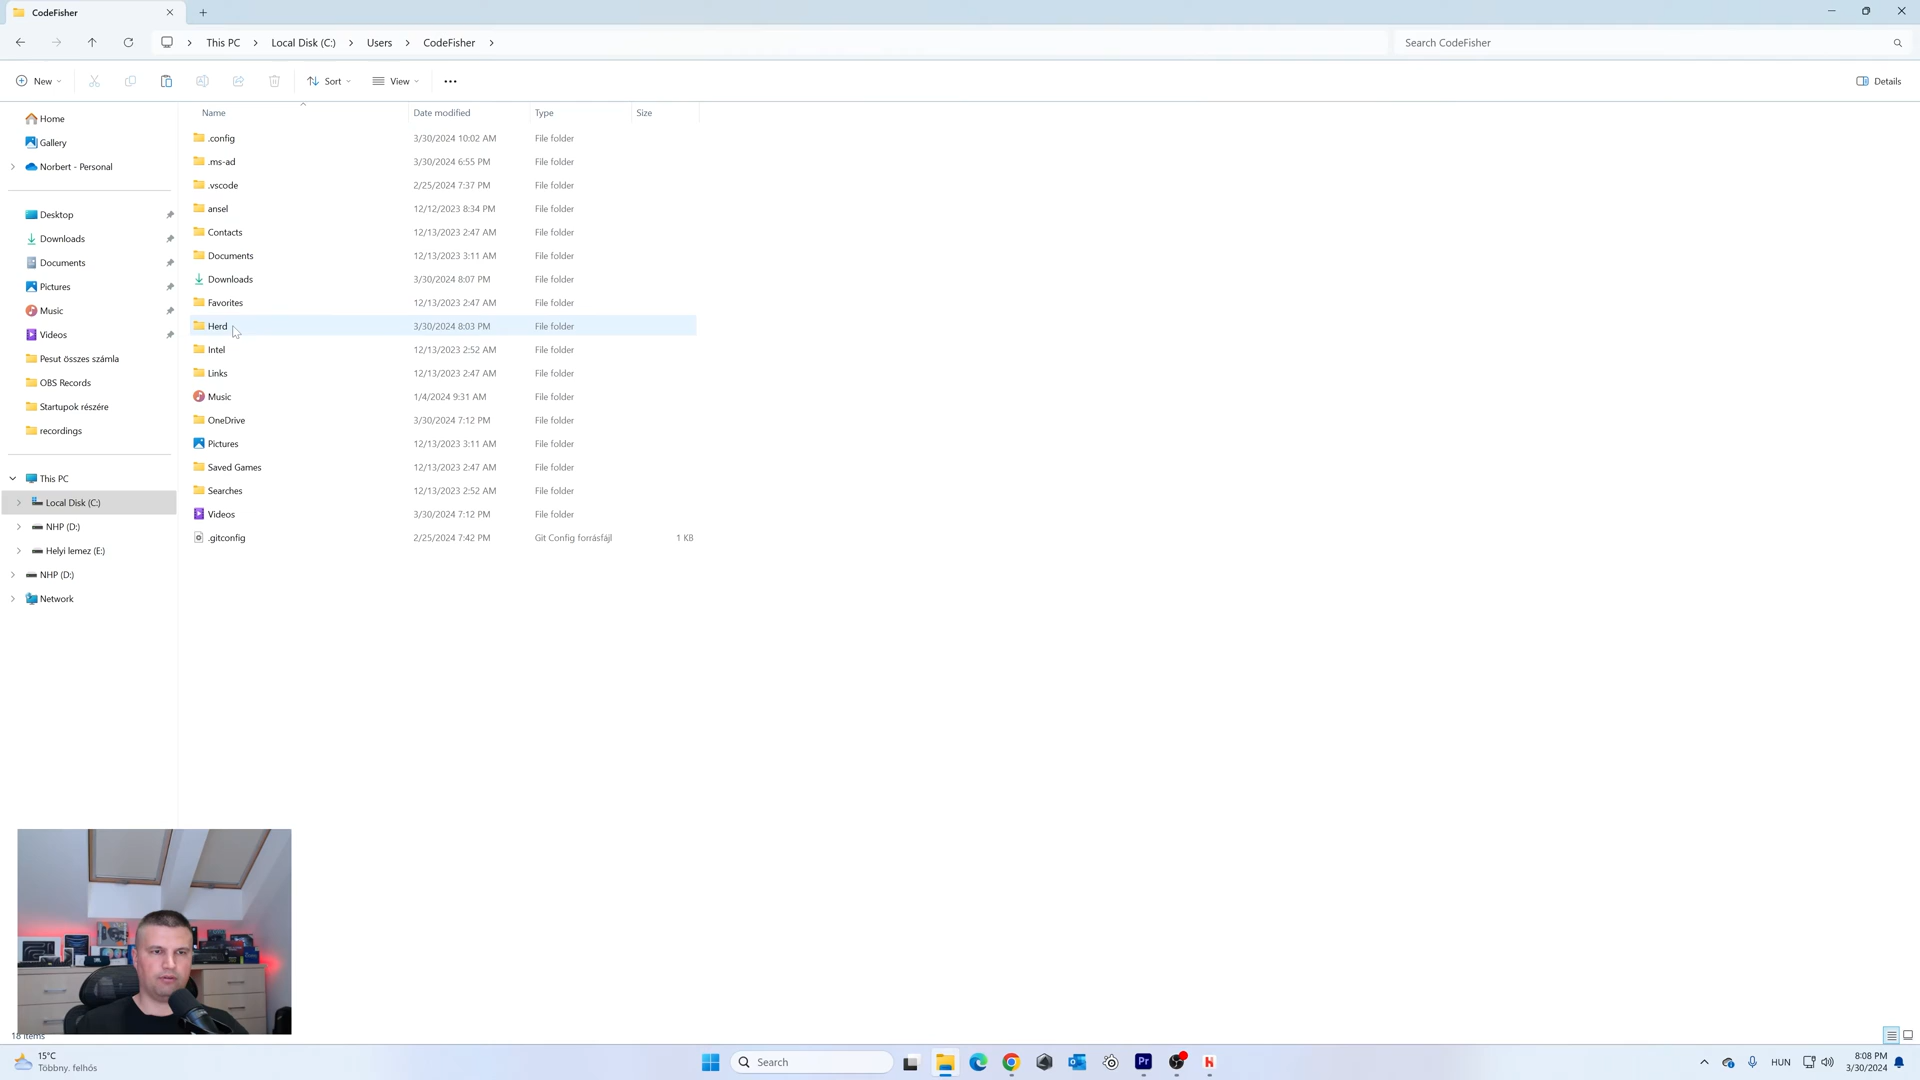 CodeFisher
This PC > Local Disk (C:) > Users > CodeFisher >
Search CodeFisher
New
Sort
View
Details
Home
Gallery
Norbert - Personal
Desktop
Downloads
Documents
Pictures
Music
Videos
Pesut összes számla
OBS Records
Startupok részére
recordings
This PC
Local Disk (C:)
NHP (D:)
Helyi lemez (E:)
NHP (D:)
Network
Name Date modified Type Size
.config 3/30/2024 10:02 AM File folder
.ms-ad 3/30/2024 6:55 PM File folder
.vscode 2/25/2024 7:37 PM File folder
ansel 12/12/2023 8:34 PM File folder
Contacts 12/13/2023 2:47 AM File folder
Documents 12/13/2023 3:11 AM File folder
Downloads 3/30/2024 8:07 PM File folder
Favorites 12/13/2023 2:47 AM File folder
Herd 3/30/2024 8:03 PM File folder
Intel 12/13/2023 2:52 AM File folder
Links 12/13/2023 2:47 AM File folder
Music 1/4/2024 9:31 AM File folder
OneDrive 3/30/2024 7:12 PM File folder
Pictures 12/13/2023 3:11 AM File folder
Saved Games 12/13/2023 2:47 AM File folder
Searches 12/13/2023 2:52 AM File folder
Videos 3/30/2024 7:12 PM File folder
.gitconfig 2/25/2024 7:42 PM Git Config forrásfájl 1 KB
18 items
15°C
Többny. felhős
Search
Pr
H
HUN
8:08 PM
3/30/2024